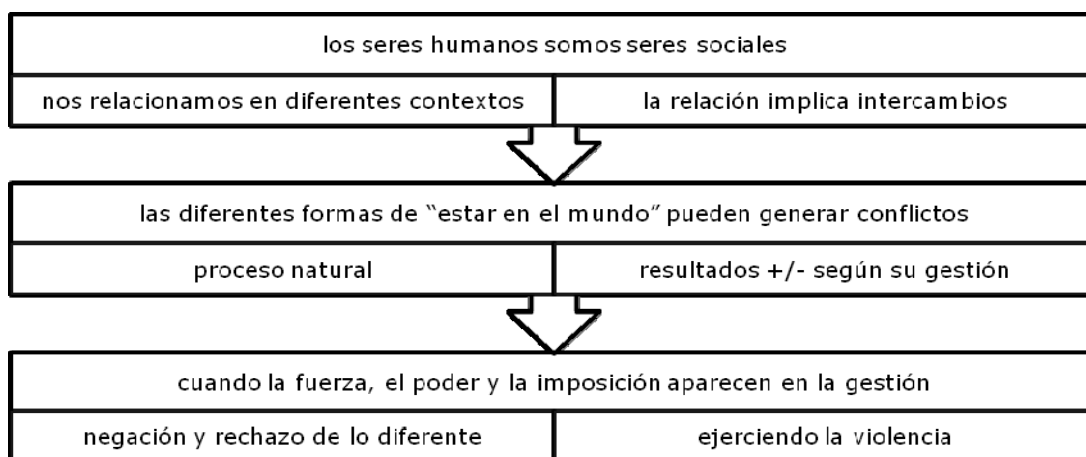 los seres humanos somos seres sociales
nos relacionamos en diferentes contextos
la relación implica intercambios
las diferentes formas de “estar en el mundo” pueden generar conflictos
proceso natural
resultados +/- según su gestión
cuando la fuerza, el poder y la imposición aparecen en la gestión
negación y rechazo de lo diferente
ejerciendo la violencia